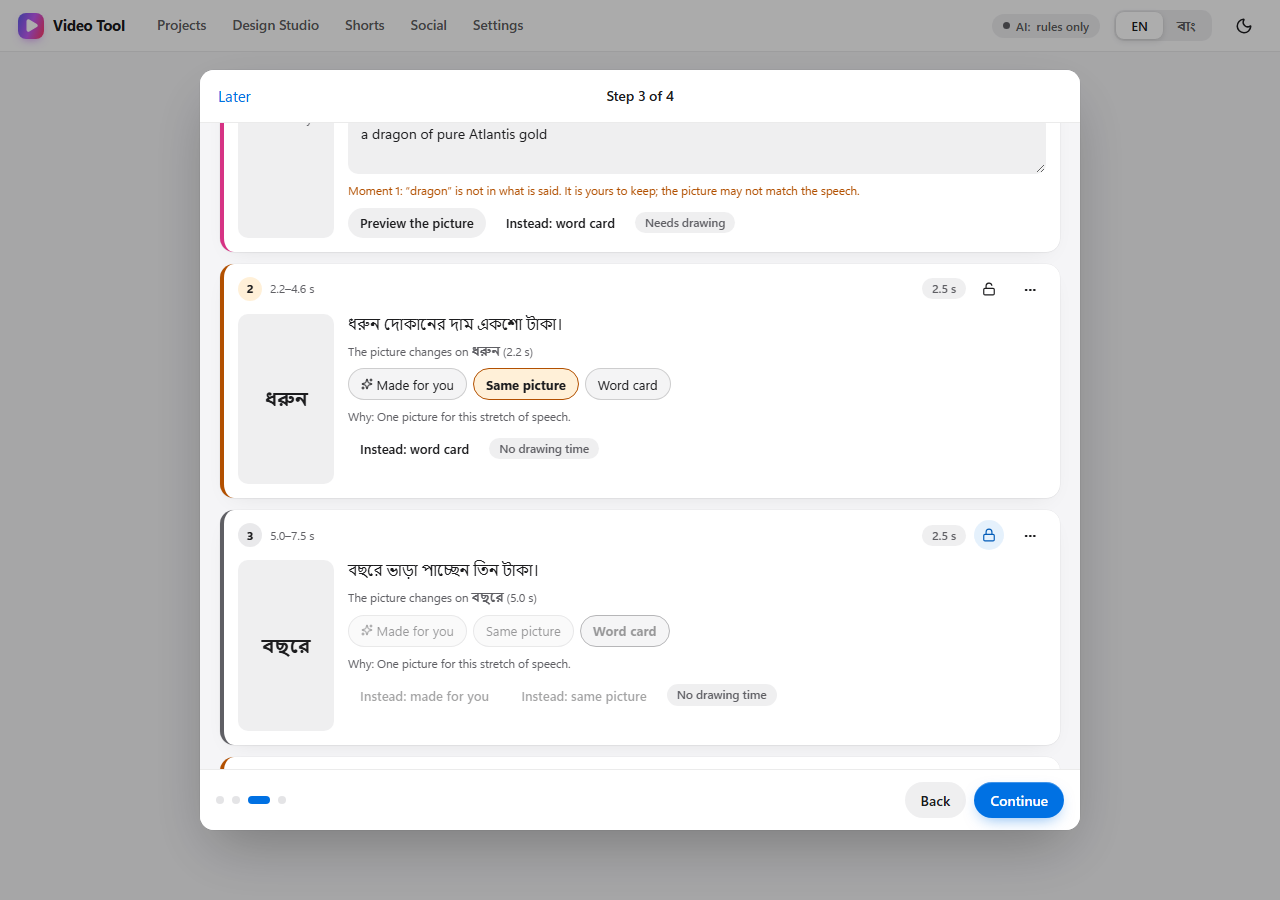 Video Tool Projects Design Studio Shorts Social Settings AI: rules only EN বাং
Later Step 3 of 4
a dragon of pure Atlantis gold
Moment 1: "dragon" is not in what is said. It is yours to keep; the picture may not match the speech.
Preview the picture Instead: word card Needs drawing
2 2.2–4.6 s 2.5 s
ধরুন দোকানের দাম একশো টাকা।
The picture changes on ধরুন (2.2 s)
ধরুন
Made for you Same picture Word card
Why: One picture for this stretch of speech.
Instead: word card No drawing time
3 5.0–7.5 s 2.5 s
বছরে ভাড়া পাচ্ছেন তিন টাকা।
The picture changes on বছরে (5.0 s)
বছরে
Made for you Same picture Word card
Why: One picture for this stretch of speech.
Instead: made for you Instead: same picture No drawing time
Back Continue